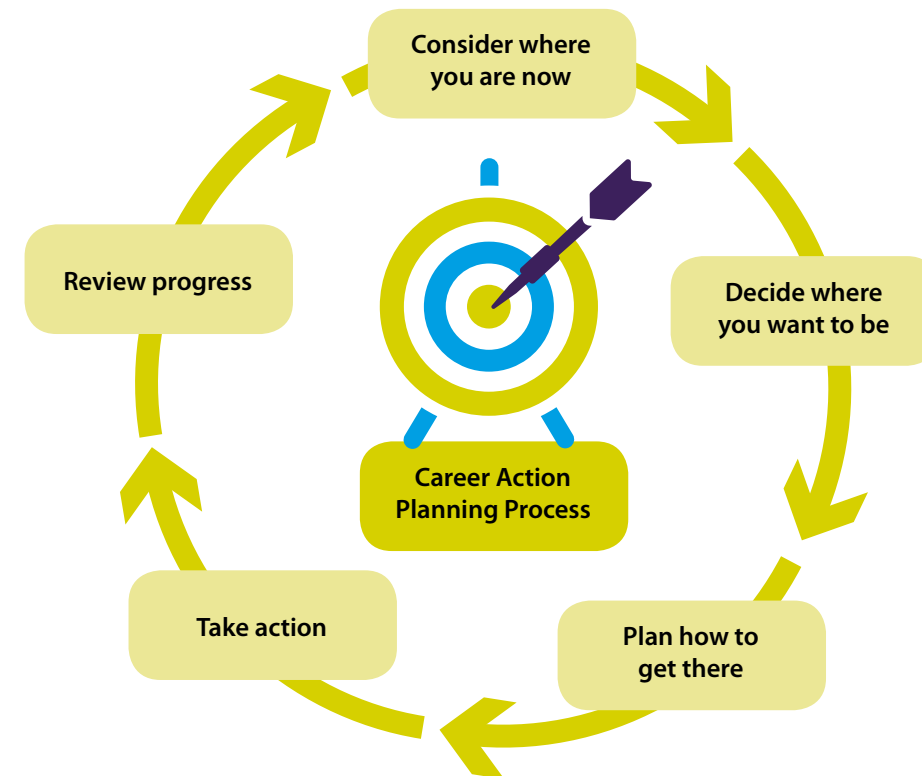 Consider where
you are now
Decide where
you want to be
Plan how to
get there
Take action
Review progress
Career Action
Planning Process